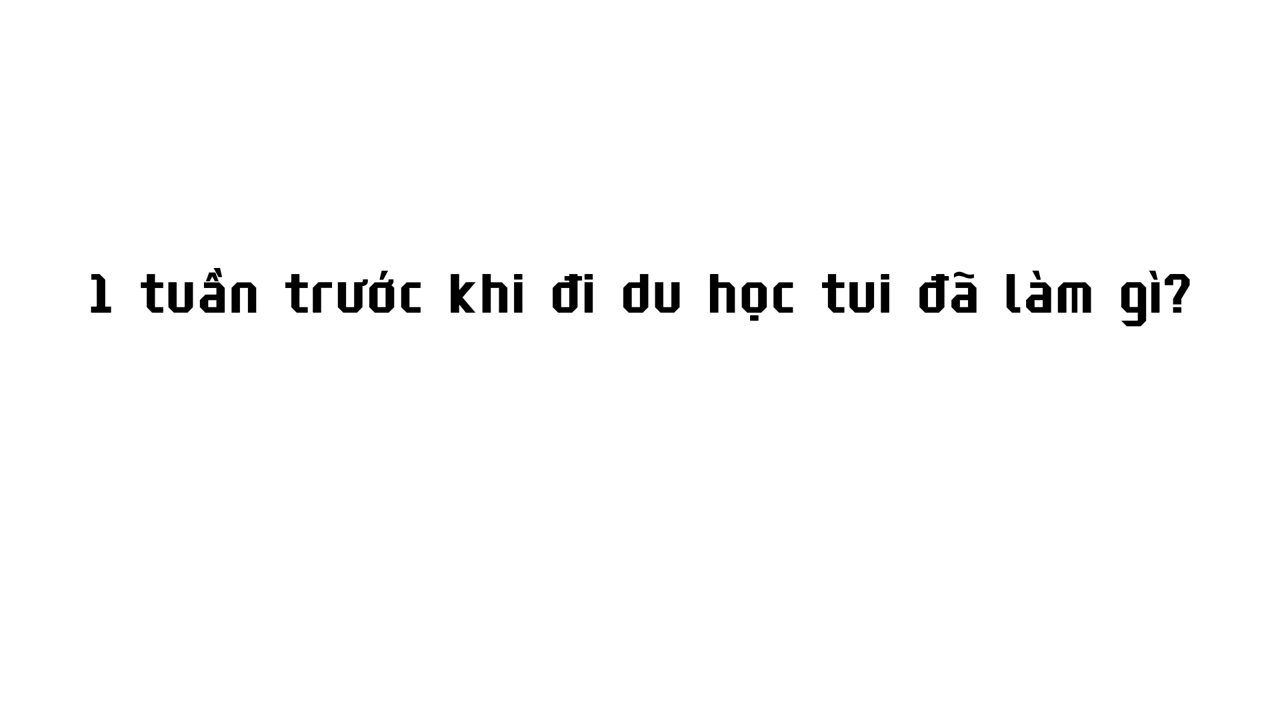 1 tuần trước khi đi du học tui đã làm gì?